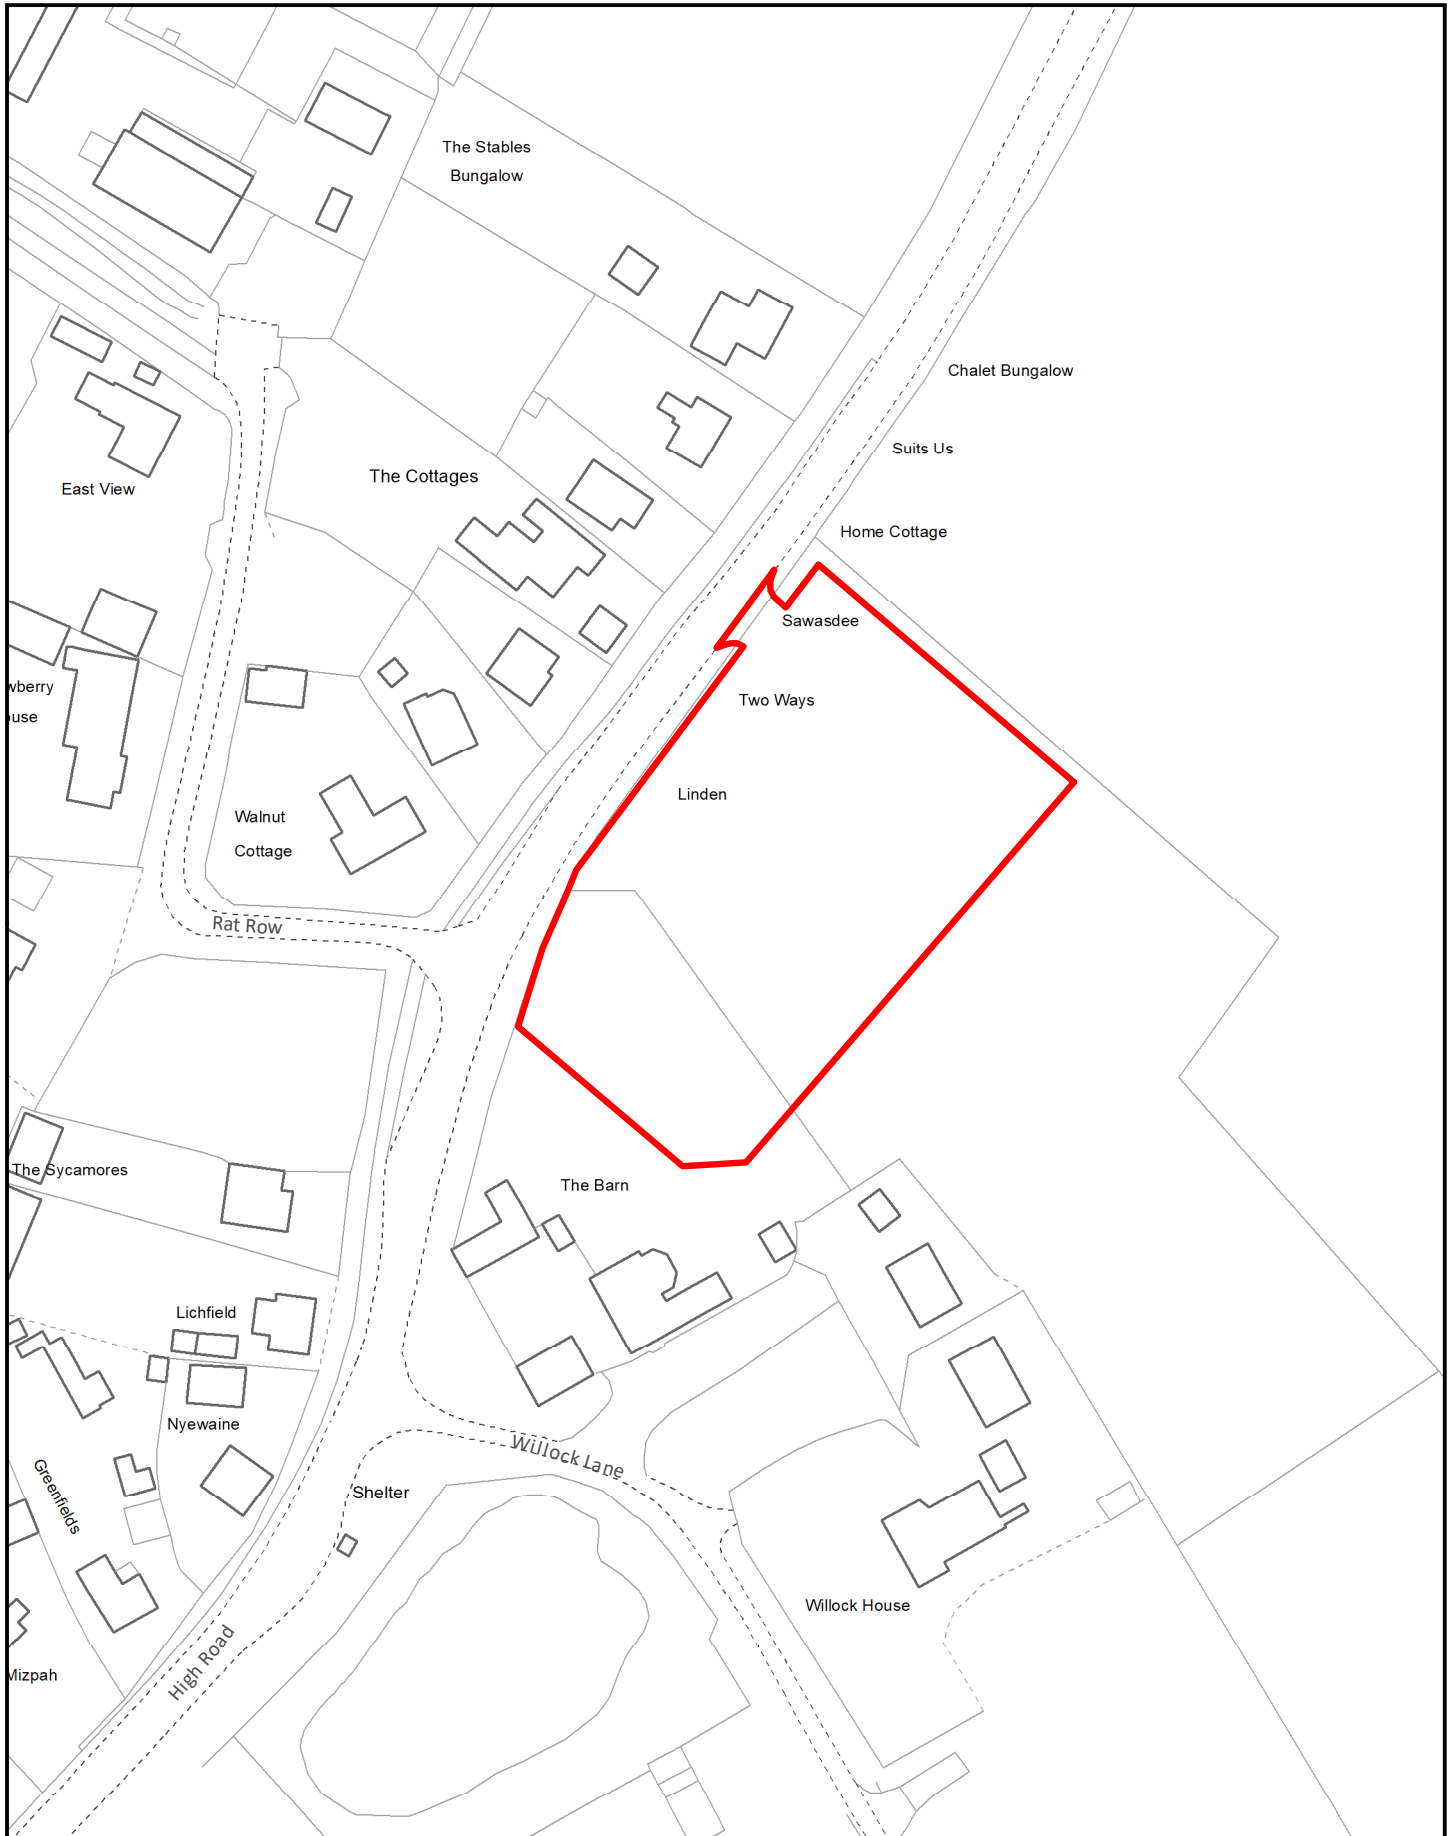 The Stables
Bungalow
Chalet Bungalow
Suits Us
The Cottages
East View
Home Cottage
Sawasdee
wberry
ouse
Two Ways
Linden
Walnut
Cottage
Rat Row
The Sycamores
The Barn
Lichfield
Nyewaine
Willock Lane
Greenfields
Shelter
Willock House
High Road
Mizpah